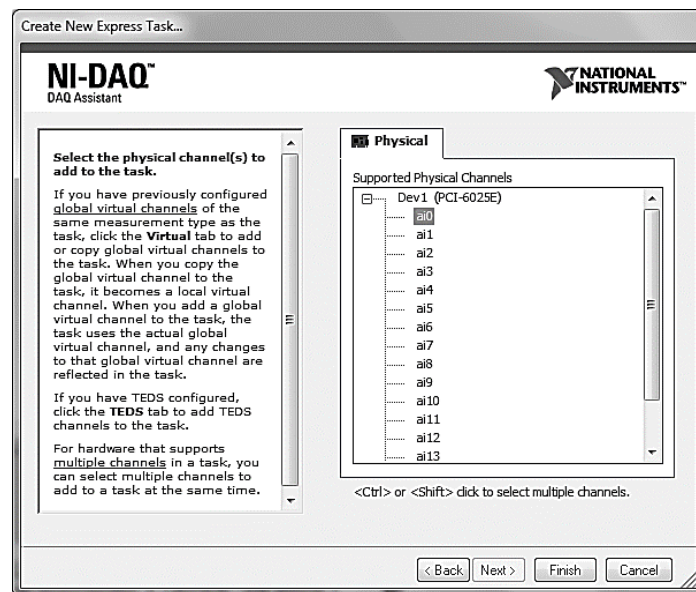 Create New Express Task...
NI-DAQ™
DAQ Assistant
NATIONAL
INSTRUMENTS™
Select the physical channel(s) to
add to the task.
If you have previously configured
global virtual channels of the
same measurement type as the
task, click the Virtual tab to add
or copy global virtual channels to
the task. When you copy the
global virtual channel to the
task, it becomes a local virtual
channel. When you add a global
virtual channel to the task, the
task uses the actual global
virtual channel, and any changes
to that global virtual channel are
reflected in the task.
If you have TEDS configured,
click the TEDS tab to add TEDS
channels to the task.
For hardware that supports
multiple channels in a task, you
can select multiple channels to
add to a task at the same time.
Physical
Supported Physical Channels
Dev1 (PCI-6025E)
ai0
ai1
ai2
ai3
ai4
ai5
ai6
ai7
ai8
ai9
ai10
ai11
ai12
ai13
<Ctrl> or <Shift> click to select multiple channels.
< Back Next > Finish Cancel